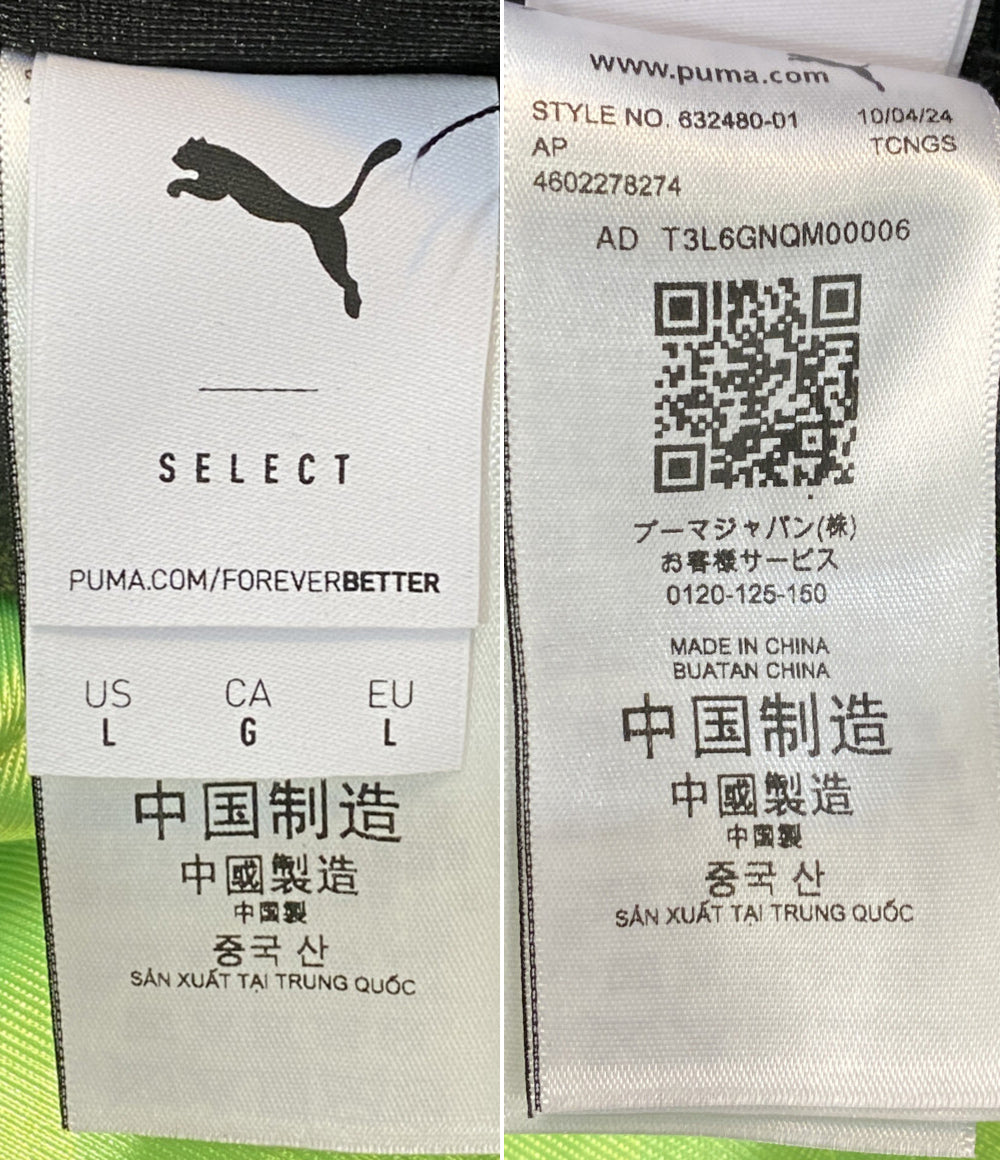 SELECT
PUMA.COM/FOREVERBETTER
US CA EU
L G L
中国制造
中國製造
中国製
중국 산
SẢN XUẤT TẠI TRUNG QUỐC
www.puma.com
STYLE NO. 632480-01 10/04/24
AP TCNGS
4602278274
AD T3L6GNQM00006
プーマジャパン(株)
お客様サービス
0120-125-150
MADE IN CHINA
BUATAN CHINA
中国制造
中國製造
中国製
중국 산
SẢN XUẤT TẠI TRUNG QUỐC